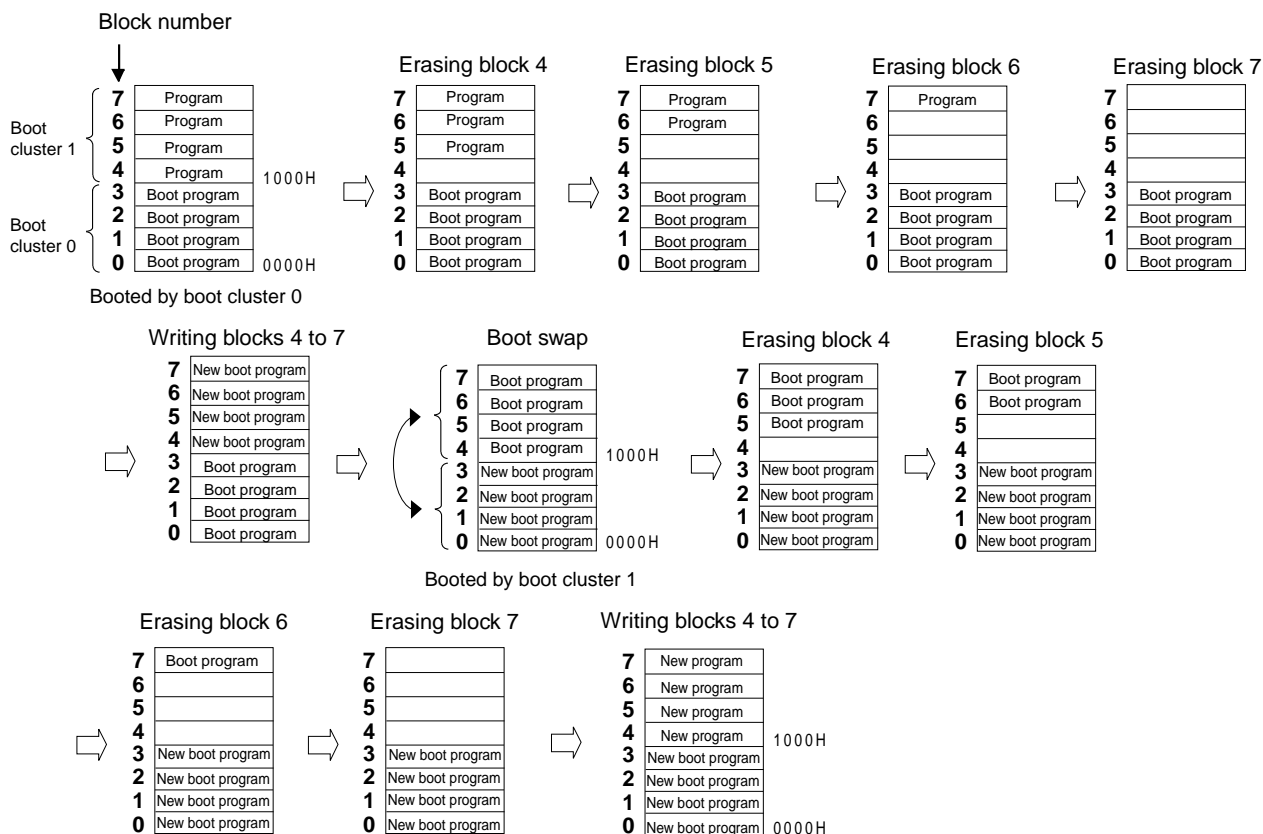 Block number
Erasing block 4
Erasing block 5
Erasing block 6
Erasing block 7
Boot
cluster 1
Boot
cluster 0
7 Program
6 Program
5 Program
4 Program
1000H
3 Boot program
2 Boot program
1 Boot program
0 Boot program
0000H
Booted by boot cluster 0
7 Program
6 Program
5 Program
4
3 Boot program
2 Boot program
1 Boot program
0 Boot program
7 Program
6 Program
5
4
3 Boot program
2 Boot program
1 Boot program
0 Boot program
7 Program
6
5
4
3 Boot program
2 Boot program
1 Boot program
0 Boot program
7
6
5
4
3 Boot program
2 Boot program
1 Boot program
0 Boot program
Writing blocks 4 to 7
7 New boot program
6 New boot program
5 New boot program
4 New boot program
3 Boot program
2 Boot program
1 Boot program
0 Boot program
Boot swap
7 Boot program
6 Boot program
5 Boot program
4 Boot program
1000H
3 New boot program
2 New boot program
1 New boot program
0 New boot program
0000H
Booted by boot cluster 1
Erasing block 4
7 Boot program
6 Boot program
5 Boot program
4
3 New boot program
2 New boot program
1 New boot program
0 New boot program
Erasing block 5
7 Boot program
6 Boot program
5
4
3 New boot program
2 New boot program
1 New boot program
0 New boot program
Erasing block 6
7 Boot program
6
5
4
3 New boot program
2 New boot program
1 New boot program
0 New boot program
Erasing block 7
7
6
5
4
3 New boot program
2 New boot program
1 New boot program
0 New boot program
Writing blocks 4 to 7
7 New program
6 New program
5 New program
4 New program
1000H
3 New boot program
2 New boot program
1 New boot program
0 New boot program
0000H